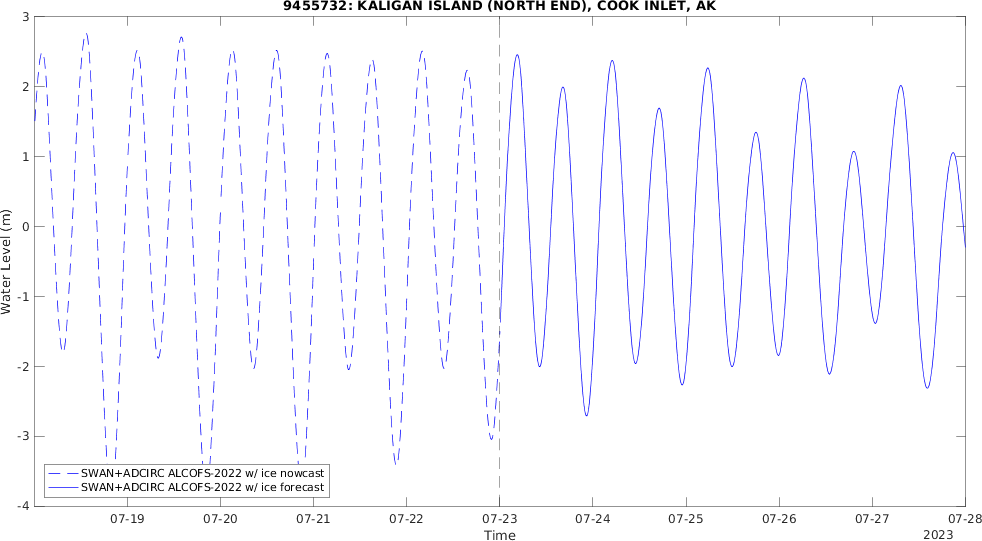 9455732: KALIGAN ISLAND (NORTH END), COOK INLET, AK
3
2
1
0
-1
-2
-3
-4
Water Level (m)
SWAN+ADCIRC ALCOFS-2022 w/ ice nowcast
SWAN+ADCIRC ALCOFS-2022 w/ ice forecast
07-19 07-20 07-21 07-22 07-23 07-24 07-25 07-26 07-27 07-28
Time
2023